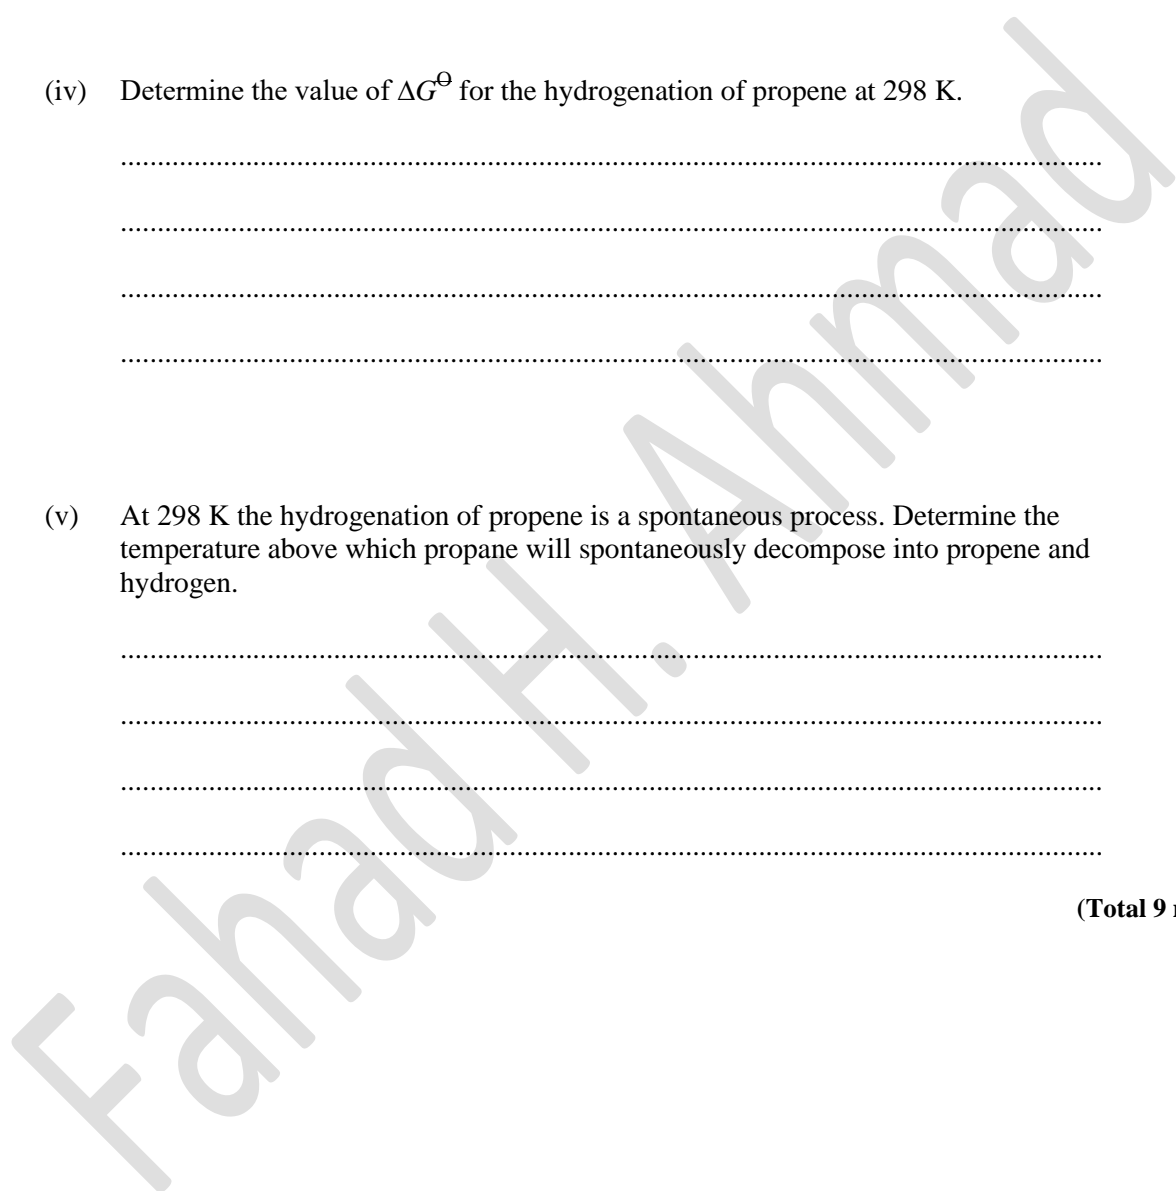 (iv) Determine the value of ΔG^Θ for the hydrogenation of propene at 298 K.
....................................................................................................................................
....................................................................................................................................
....................................................................................................................................
....................................................................................................................................
(v) At 298 K the hydrogenation of propene is a spontaneous process. Determine the
temperature above which propane will spontaneously decompose into propene and
hydrogen.
....................................................................................................................................
....................................................................................................................................
....................................................................................................................................
....................................................................................................................................
(Total 9
Fahad H. Ahmad